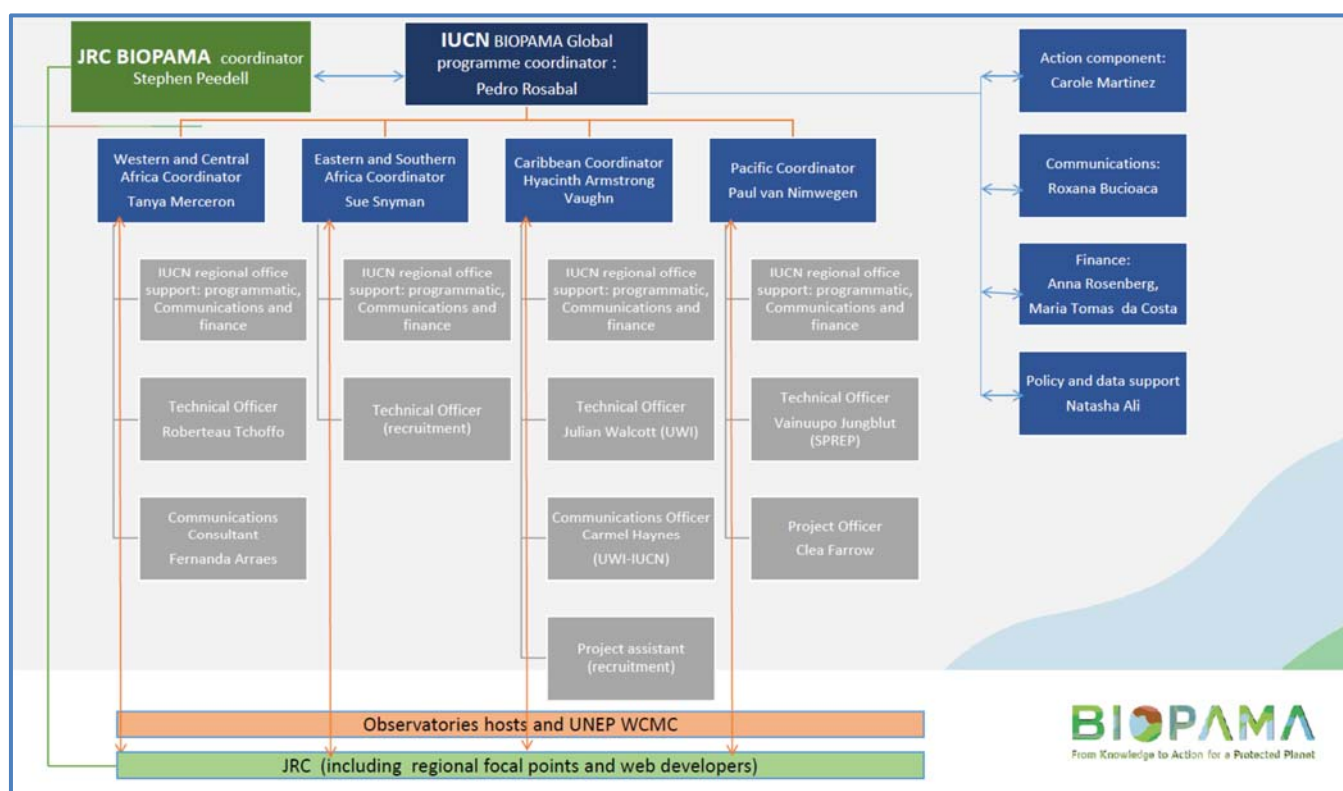 JRC BIOPAMA coordinator
Stephen Peedell
IUCN BIOPAMA Global
programme coordinator :
Pedro Rosabal
Action component:
Carole Martinez
Communications:
Roxana Bucioaca
Finance:
Anna Rosenberg,
Maria Tomas da Costa
Policy and data support
Natasha Ali
Western and Central
Africa Coordinator
Tanya Merceron
IUCN regional office
support: programmatic,
Communications and
finance
Technical Officer
Roberteau Tchoffo
Communications
Consultant
Fernanda Arraes
Eastern and Southern
Africa Coordinator
Sue Snyman
IUCN regional office
support: programmatic,
Communications and
finance
Technical Officer
(recruitment)
Caribbean Coordinator
Hyacinth Armstrong
Vaughn
IUCN regional office
support: programmatic,
Communications and
finance
Technical Officer
Julian Walcott (UWI)
Communications Officer
Carmel Haynes
(UWI-IUCN)
Project assistant
(recruitment)
Pacific Coordinator
Paul van Nimwegen
IUCN regional office
support: programmatic,
Communications and
finance
Technical Officer
Vainuupo Jungblut
(SPREP)
Project Officer
Clea Farrow
Observatories hosts and UNEP WCMC
JRC (including regional focal points and web developers)
BIOPAMA
From Knowledge to Action for a Protected Planet